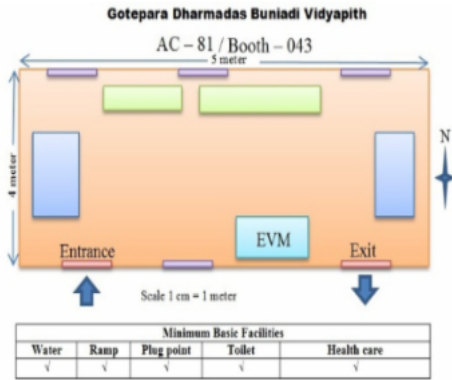 Gotepara Dharmadas Buniadi Vidyapith
AC – 81 / Booth – 043
5 meter
4 meter
N
EVM
Entrance
Exit
Scale 1 cm = 1 meter
Minimum Basic Facilities
Water Ramp Plug point Toilet Health care
√ √ √ √ √